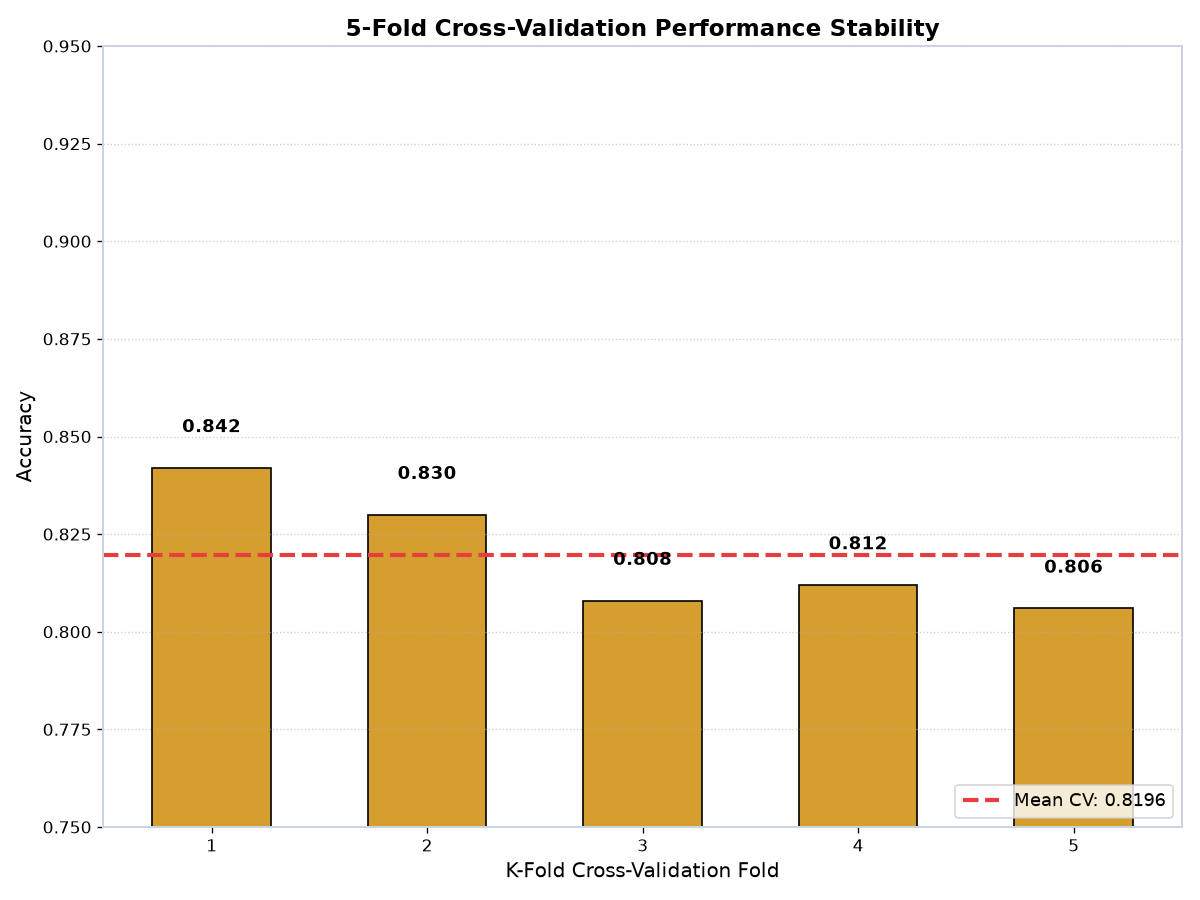 5-Fold Cross-Validation Performance Stability
0.950
0.925
0.900
0.875
0.850
0.825
0.800
0.775
0.750
Accuracy
0.842
0.830
0.808
0.812
0.806
Mean CV: 0.8196
1 2 3 4 5
K-Fold Cross-Validation Fold